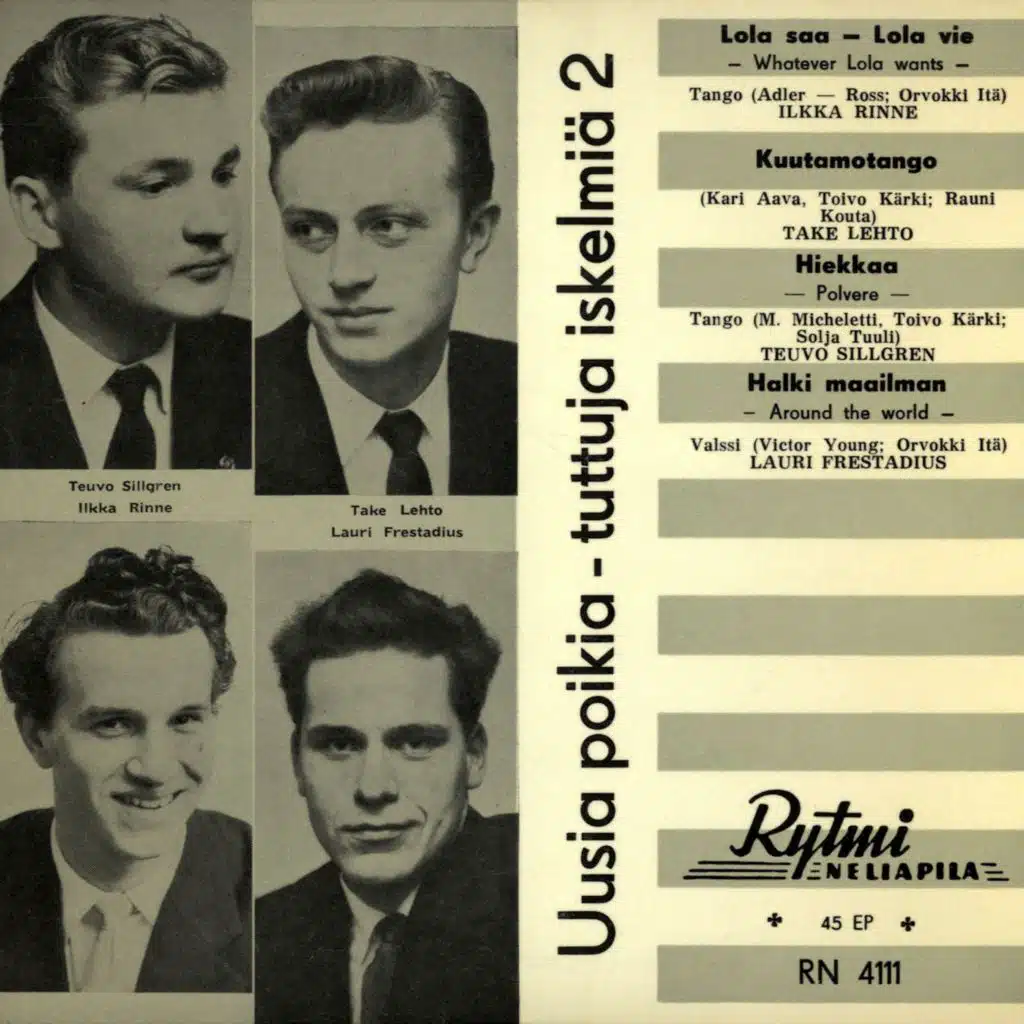 Teuvo Sillgren
Ilkka Rinne
Take Lehto
Lauri Frestadius
Uusia poikia - tuttuja iskelmiä 2
Lola saa — Lola vie
— Whatever Lola wants —
Tango (Adler — Ross; Orvokki Itä)
ILKKA RINNE
Kuutamotango
(Kari Aava, Toivo Kärki; Rauni
Kouta)
TAKE LEHTO
Hiekkaa
— Polvere —
Tango (M. Micheletti, Toivo Kärki;
Solja Tuuli)
TEUVO SILLGREN
Halki maailman
— Around the world —
Valssi (Victor Young; Orvokki Itä)
LAURI FRESTADIUS
Rytmi
NELIAPILA
45 EP
RN 4111